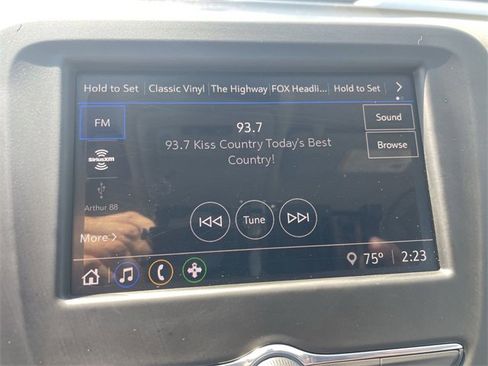 Hold to Set Classic Vinyl The Highway FOX Headli... Hold to Set >
FM
93.7
Sound
93.7 Kiss Country Today's Best
Country!
Browse
SiriusXM
Arthur 88
Tune
More >
75° 2:23